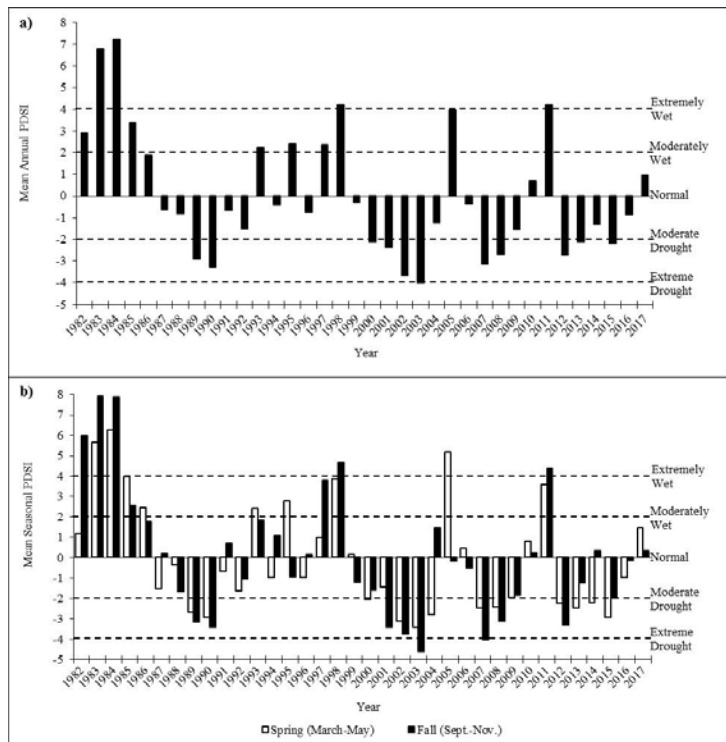 a)
8
7
6
5
4
3
2
1
0
-1
-2
-3
-4
-5
Mean Annual PDSI
Extremely
Wet
Moderately
Wet
Normal
Moderate
Drought
Extreme
Drought
1982 1983 1984 1985 1986 1987 1988 1989 1990 1991 1992 1993 1994 1995 1996 1997 1998 1999 2000 2001 2002 2003 2004 2005 2006 2007 2008 2009 2010 2011 2012 2013 2014 2015 2016 2017
Year
b)
8
7
6
5
4
3
2
1
0
-1
-2
-3
-4
-5
Mean Seasonal PDSI
Extremely
Wet
Moderately
Wet
Normal
Moderate
Drought
Extreme
Drought
1982 1983 1984 1985 1986 1987 1988 1989 1990 1991 1992 1993 1994 1995 1996 1997 1998 1999 2000 2001 2002 2003 2004 2005 2006 2007 2008 2009 2010 2011 2012 2013 2014 2015 2016 2017
Year
Spring (March-May) Fall (Sept.-Nov.)